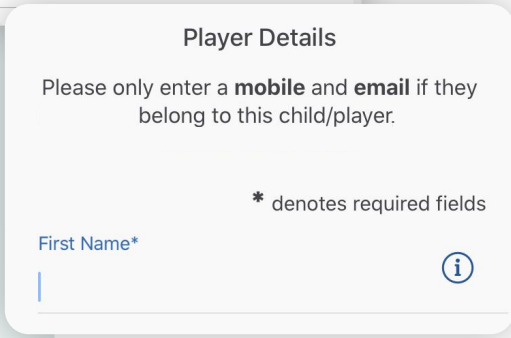 Player Details
Please only enter a mobile and email if they
belong to this child/player.
* denotes required fields
First Name*